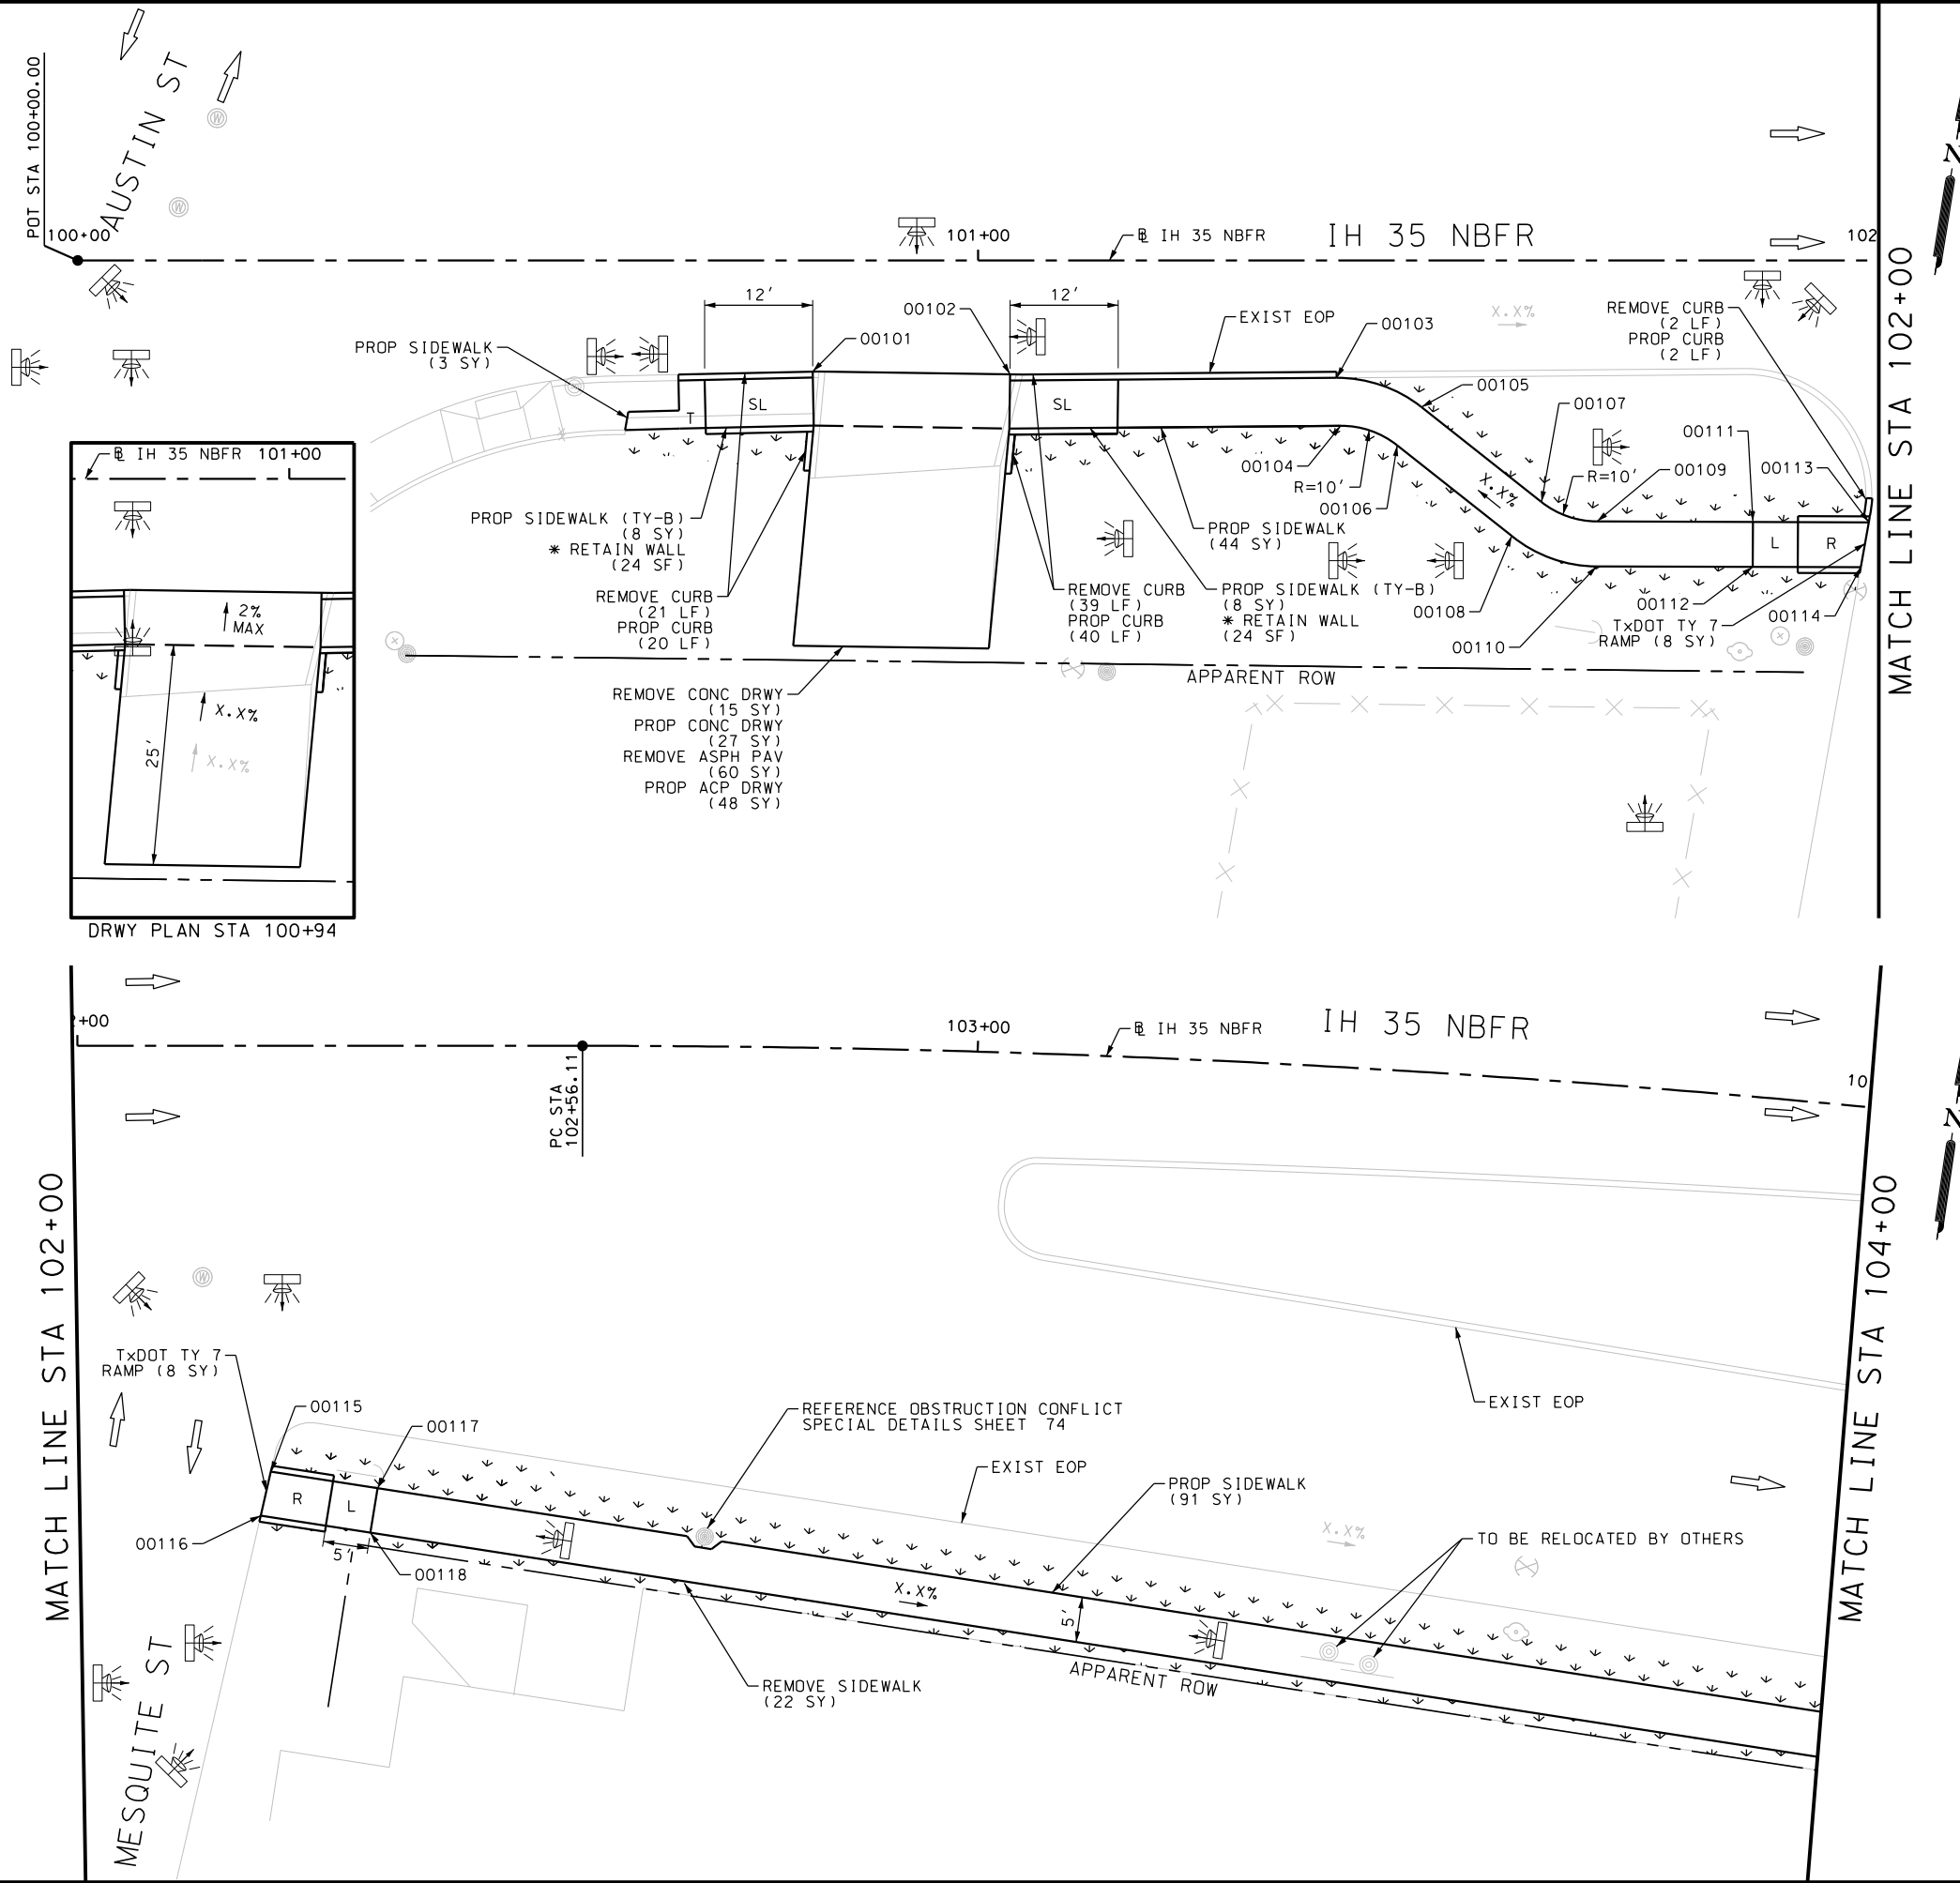 POT STA 100+00.00
AUSTIN ST
100+00
101+00
℄ IH 35 NBFR
IH 35 NBFR
102
N
MATCH LINE STA 102+00
12'
00102
12'
EXIST EOP
00103
X.X%
REMOVE CURB
(2 LF)
PROP CURB
(2 LF)
PROP SIDEWALK
(3 SY)
00101
T
SL
SL
00105
00107
00111
00104
R=10'
00106
X.X%
R=10'
00109
00113
L
R
PROP SIDEWALK (TY-B)
(8 SY)
* RETAIN WALL
(24 SF)
PROP SIDEWALK
(44 SY)
REMOVE CURB
(21 LF)
PROP CURB
(20 LF)
REMOVE CURB
(39 LF)
PROP CURB
(40 LF)
PROP SIDEWALK (TY-B)
(8 SY)
* RETAIN WALL
(24 SF)
00108
00110
00112
TxDOT TY 7
RAMP (8 SY)
00114
APPARENT ROW
REMOVE CONC DRWY
(15 SY)
PROP CONC DRWY
(27 SY)
REMOVE ASPH PAV
(60 SY)
PROP ACP DRWY
(48 SY)
℄ IH 35 NBFR 101+00
2%
MAX
X.X%
X.X%
25'
DRWY PLAN STA 100+94
+00
PC STA
102+56.11
103+00
℄ IH 35 NBFR
IH 35 NBFR
10
N
MATCH LINE STA 102+00
MATCH LINE STA 104+00
TxDOT TY 7
RAMP (8 SY)
00115
00117
REFERENCE OBSTRUCTION CONFLICT
SPECIAL DETAILS SHEET 74
EXIST EOP
EXIST EOP
PROP SIDEWALK
(91 SY)
R
L
00116
5'
00118
X.X%
TO BE RELOCATED BY OTHERS
X.X%
5'
APPARENT ROW
REMOVE SIDEWALK
(22 SY)
MESQUITE ST